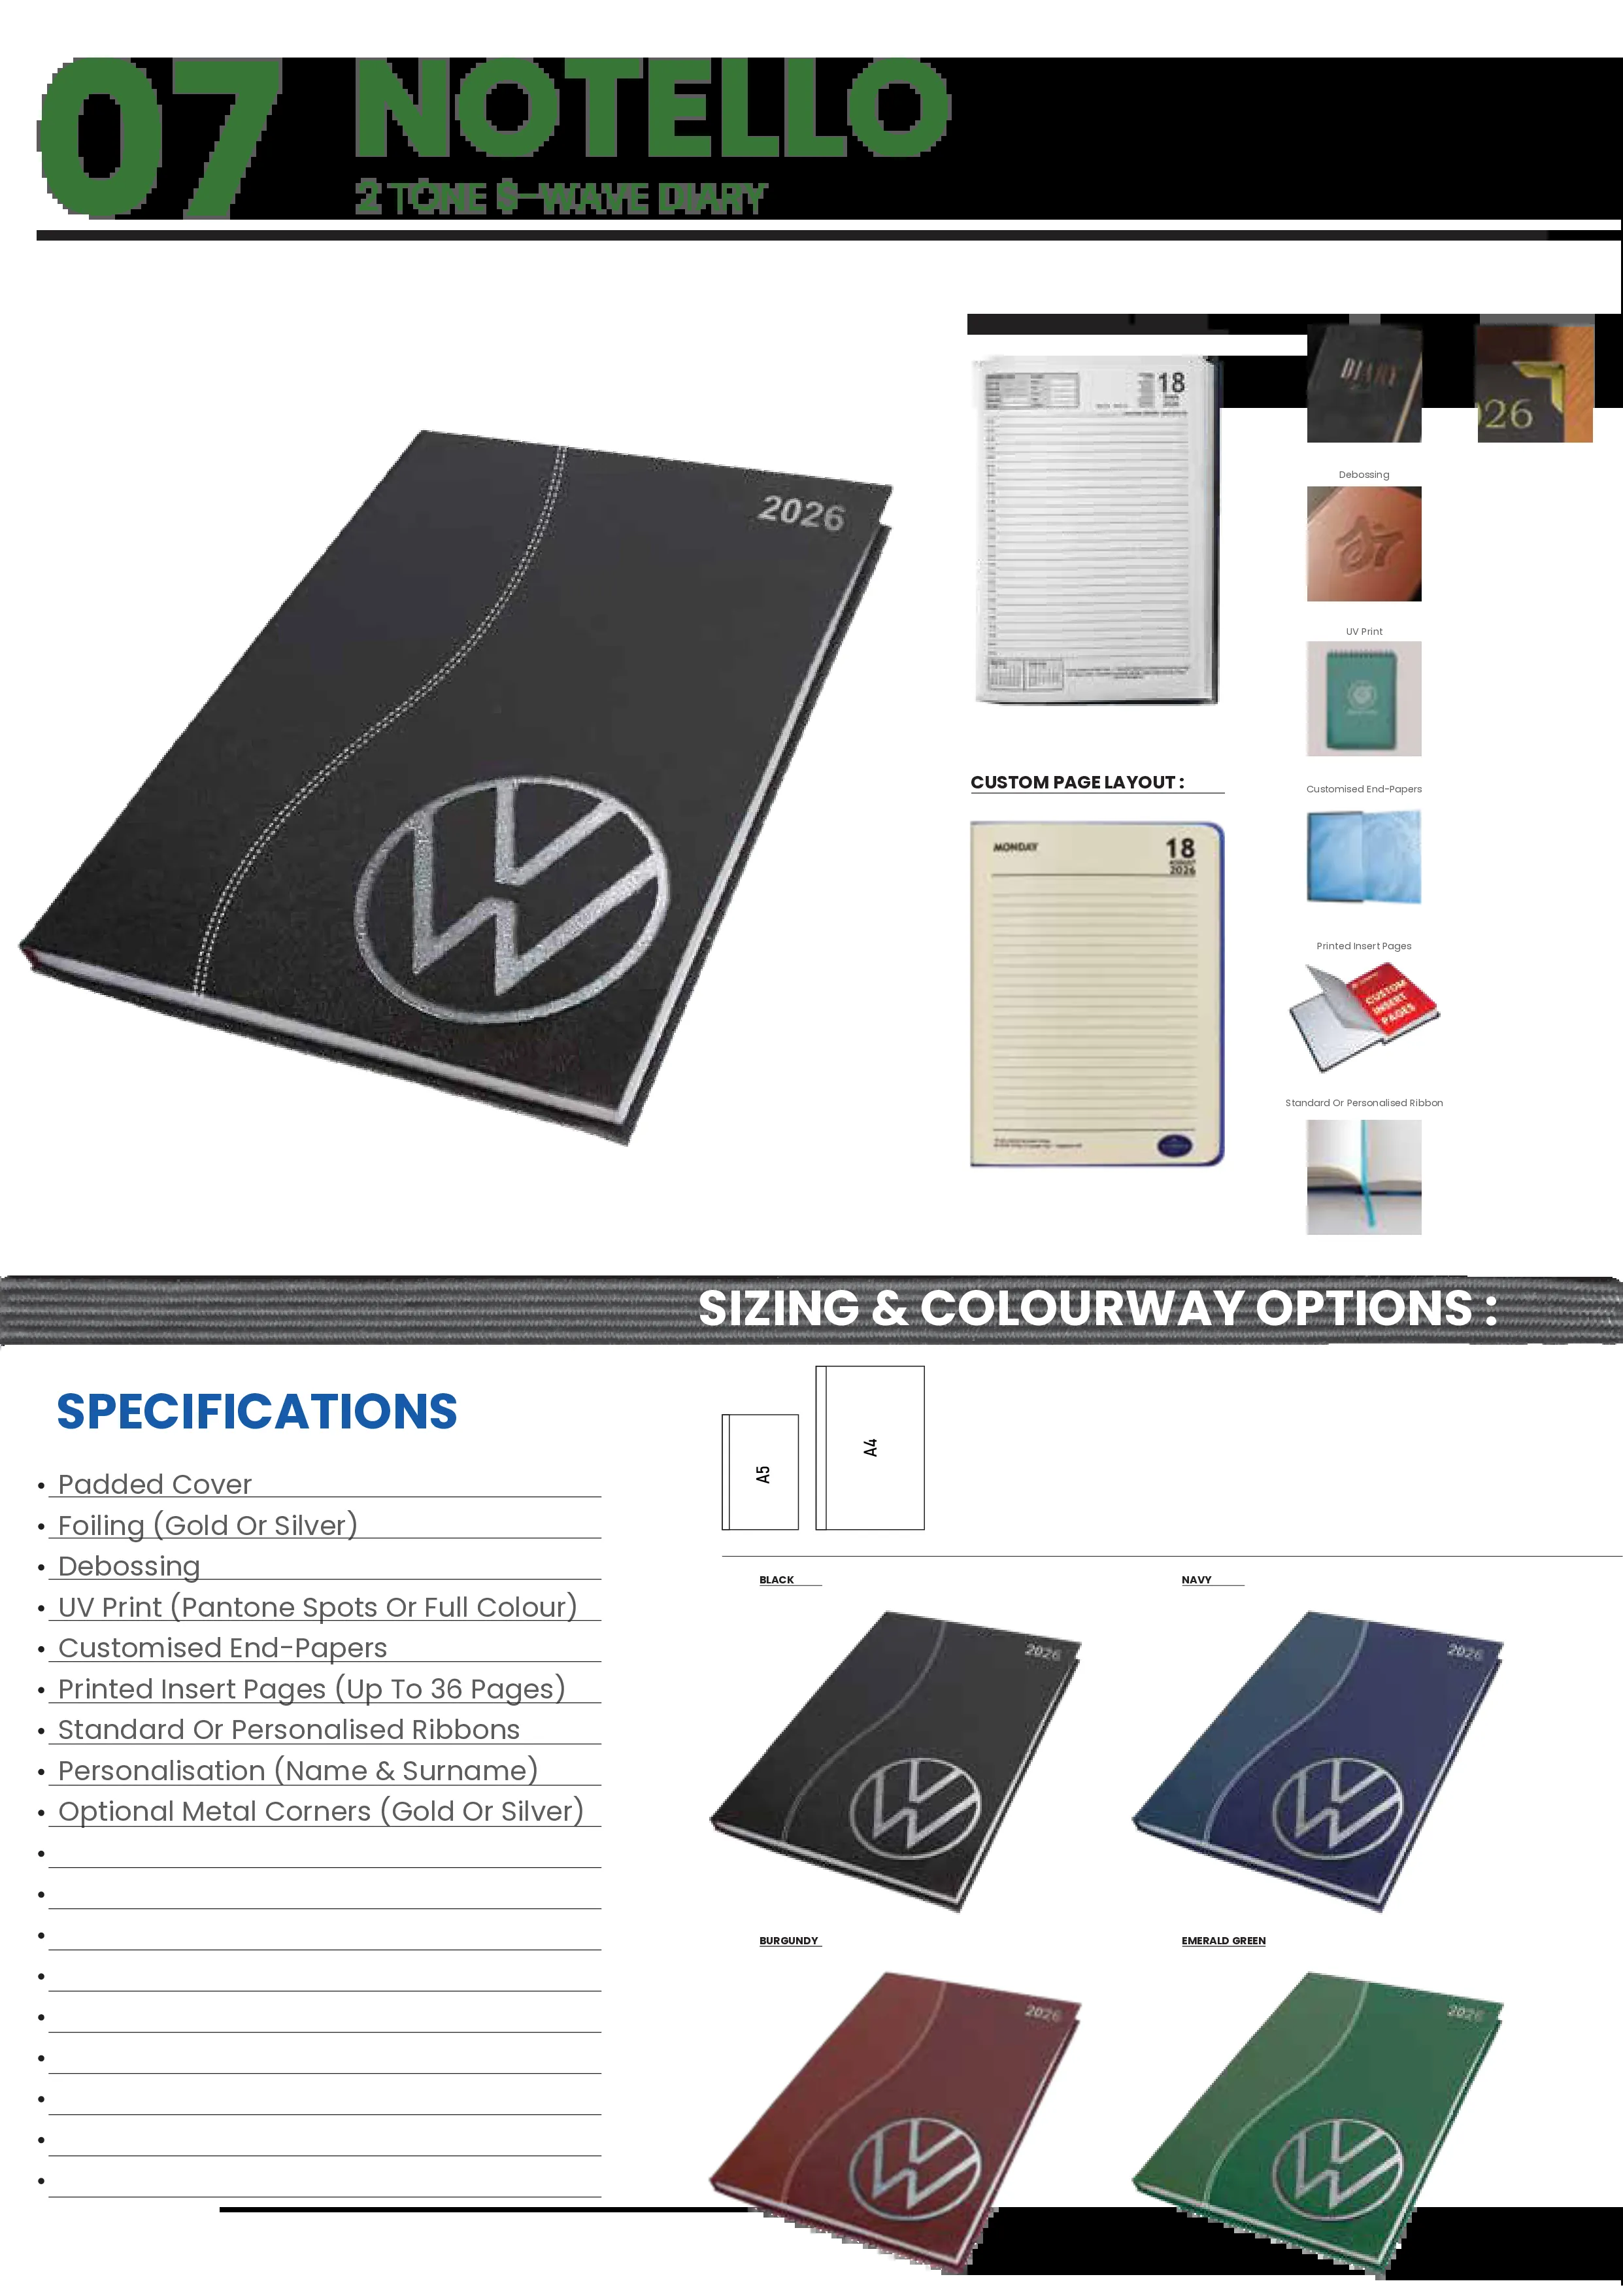 07
NOTELLO
2 TONE S-WAVE DIARY
2026
18
2026
DIARY
026
Debossing
UV Print
CUSTOM PAGE LAYOUT :
MONDAY
18
AUGUST
2026
Customised End-Papers
Printed Insert Pages
CUSTOM
INSERT
PAGES
Standard Or Personalised Ribbon
SIZING & COLOURWAY OPTIONS :
SPECIFICATIONS
• Padded Cover
• Foiling (Gold Or Silver)
• Debossing
• UV Print (Pantone Spots Or Full Colour)
• Customised End-Papers
• Printed Insert Pages (Up To 36 Pages)
• Standard Or Personalised Ribbons
• Personalisation (Name & Surname)
• Optional Metal Corners (Gold Or Silver)
A5
A4
BLACK
NAVY
2026
2026
BURGUNDY
EMERALD GREEN
2026
2026